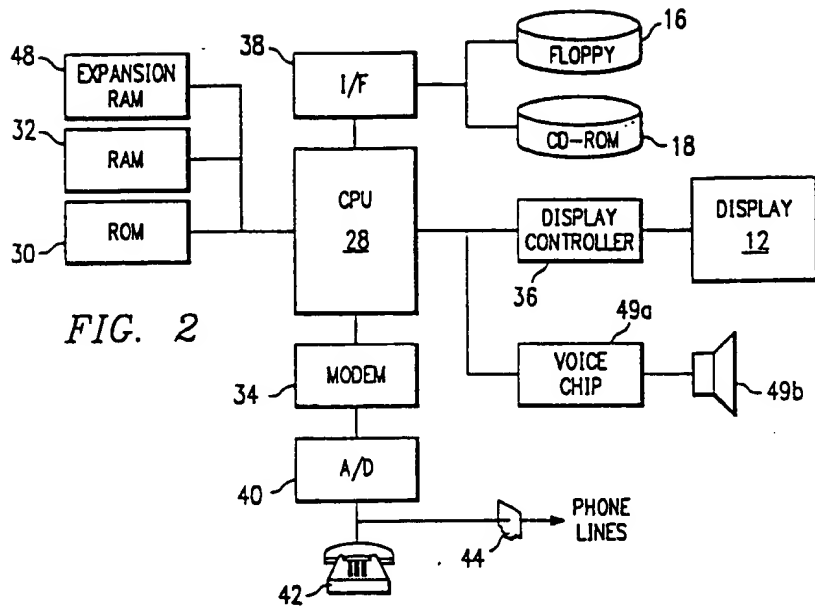 48
EXPANSION
RAM
32
RAM
30
ROM
38
I/F
FLOPPY
16
CD-ROM
18
CPU
28
DISPLAY
CONTROLLER
36
DISPLAY
12
FIG. 2
34
MODEM
49a
VOICE
CHIP
49b
40
A/D
44
PHONE
LINES
42